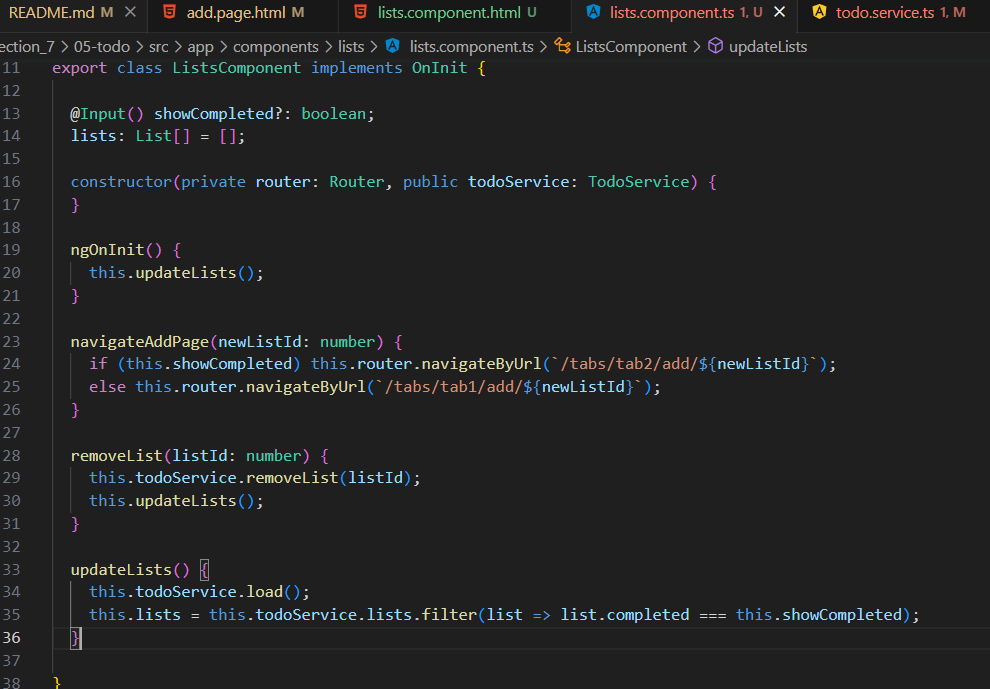 README.md M add.page.html M lists.component.html U lists.component.ts 1, U todo.service.ts 1, M
ection_7 > 05-todo > src > app > components > lists > lists.component.ts > ListsComponent > updateLists
11 export class ListsComponent implements OnInit {
12
13 @Input() showCompleted?: boolean;
14 lists: List[] = [];
15
16 constructor(private router: Router, public todoService: TodoService) {
17 }
18
19 ngOnInit() {
20 this.updateLists();
21 }
22
23 navigateAddPage(newListId: number) {
24 if (this.showCompleted) this.router.navigateByUrl(`/tabs/tab2/add/${newListId}`);
25 else this.router.navigateByUrl(`/tabs/tab1/add/${newListId}`);
26 }
27
28 removeList(listId: number) {
29 this.todoService.removeList(listId);
30 this.updateLists();
31 }
32
33 updateLists() {
34 this.todoService.load();
35 this.lists = this.todoService.lists.filter(list => list.completed === this.showCompleted);
36 }
37
38 }